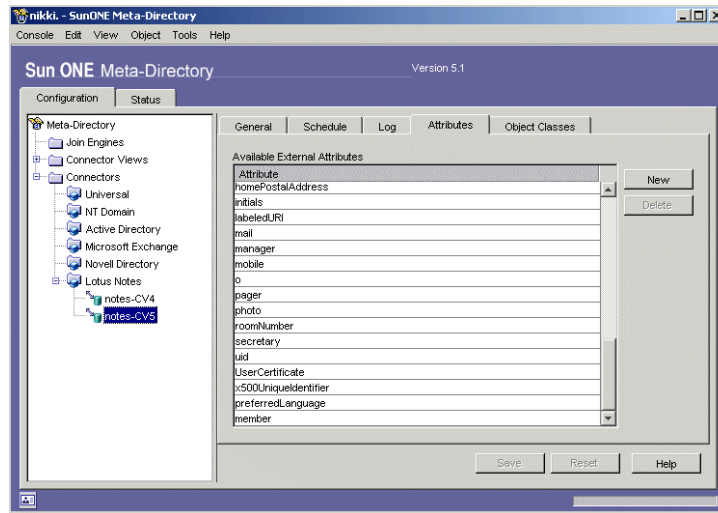 nikki. - SunONE Meta-Directory
Console Edit View Object Tools Help
Sun ONE Meta-Directory
Version 5.1
Configuration Status
Meta-Directory
Join Engines
Connector Views
Connectors
Universal
NT Domain
Active Directory
Microsoft Exchange
Novell Directory
Lotus Notes
notes-CV4
notes-CV5
General Schedule Log Attributes Object Classes
Available External Attributes
Attribute
homePostalAddress
initials
labeledURI
mail
manager
mobile
o
pager
photo
roomNumber
secretary
uid
UserCertificate
x500UniqueIdentifier
preferredLanguage
member
New
Delete
Save Reset Help